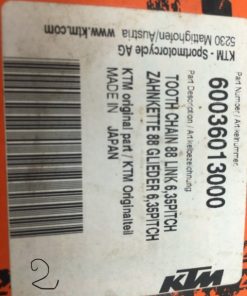 KTM - Sportmotorcycle AG
5230 Mattighofen/Austria
www.ktm.com
Part Number / Artikelnummer:
60036013000
Part Description / Artikelbezeichnung:
TOOTH CHAIN 88 LINK 6,35PITCH
ZAHNKETTE 88 GLIEDER 6,35PITCH
KTM original part / KTM Originalteil
MADE IN JAPAN
KTM
2